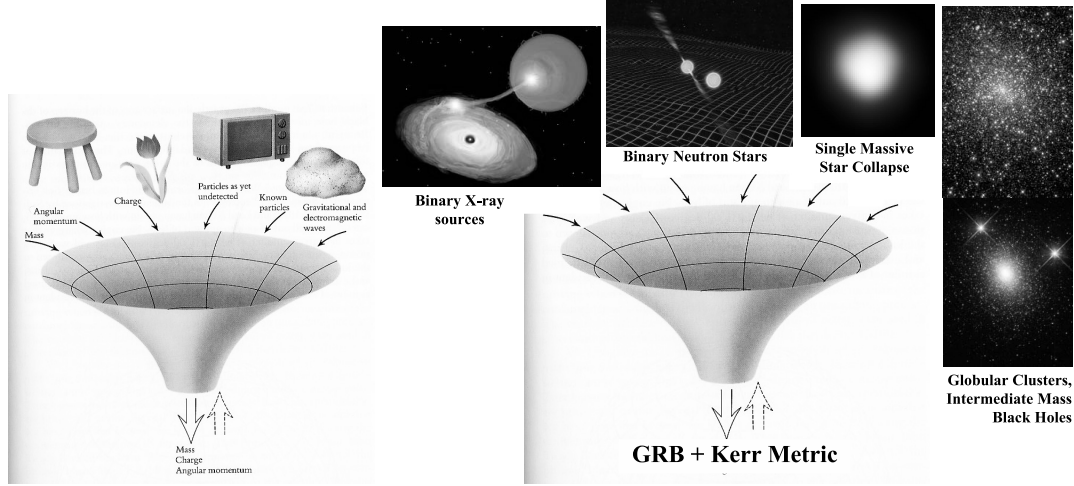 Particles as yet
undetected
Known
particles
Charge
Gravitational and
electromagnetic
waves
Angular
momentum
Mass
Mass
Charge
Angular momentum
Binary X-ray
sources
Binary Neutron Stars
Single Massive
Star Collapse
Globular Clusters,
Intermediate Mass
Black Holes
GRB + Kerr Metric